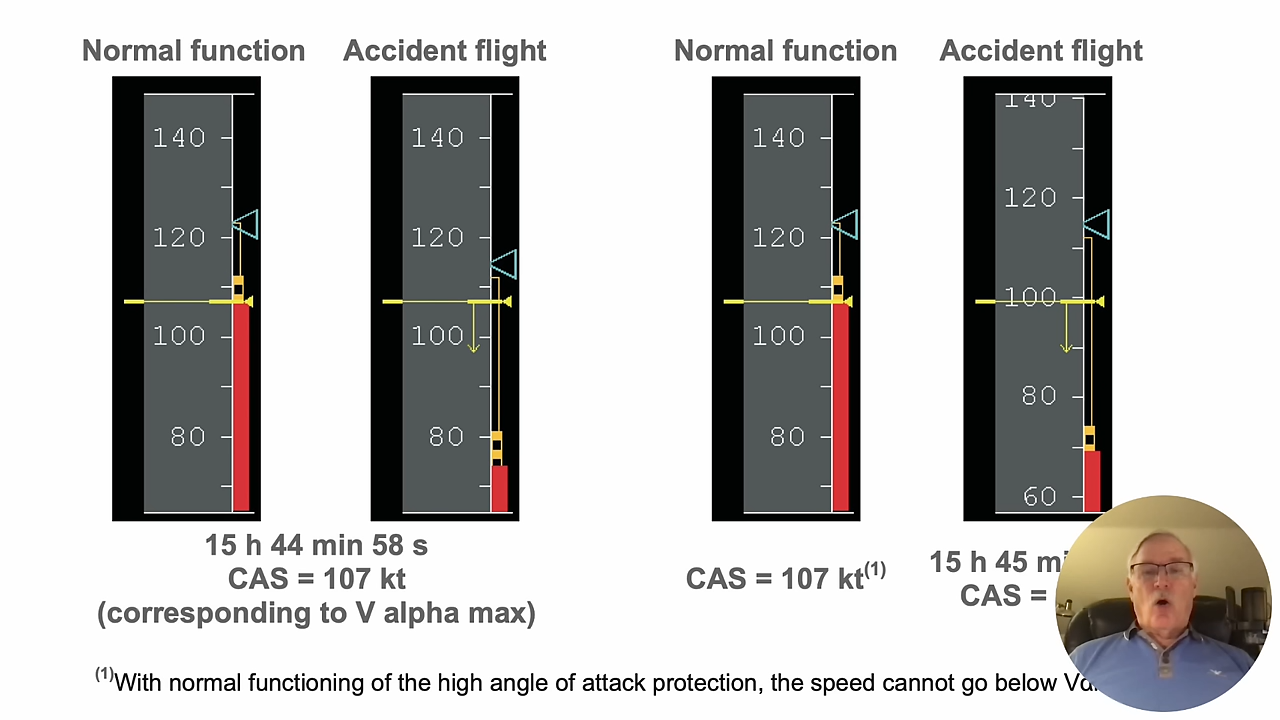 Normal function
Accident flight
Normal function
Accident flight
140
120
100
80
140
120
100
80
140
120
100
80
140
120
100
80
60
15 h 44 min 58 s
CAS = 107 kt
(corresponding to V alpha max)
CAS = 107 kt(1)
15 h 45
CAS =
(1)With normal functioning of the high angle of attack protection, the speed cannot go below